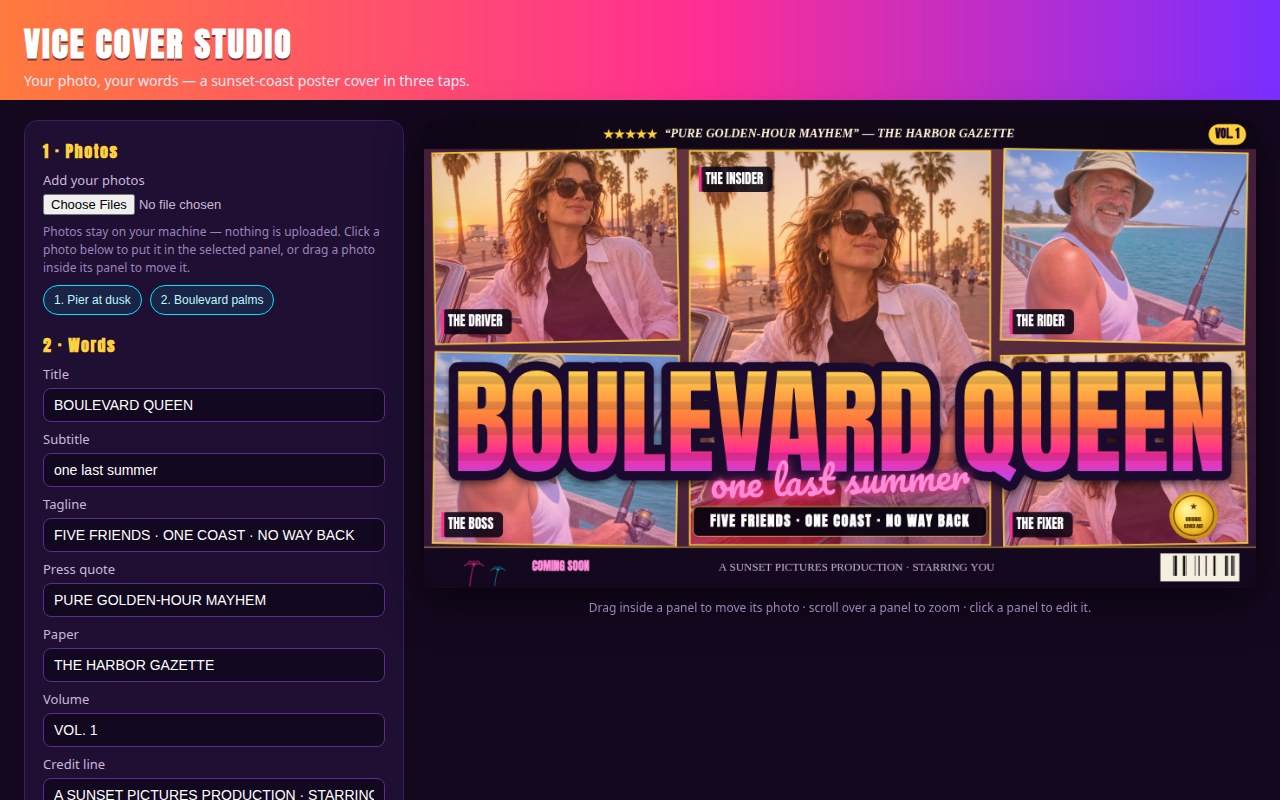 VICE COVER STUDIO
Your photo, your words — a sunset-coast poster cover in three taps.
1 · Photos
Add your photos
Choose Files No file chosen
Photos stay on your machine — nothing is uploaded. Click a
photo below to put it in the selected panel, or drag a photo
inside its panel to move it.
1. Pier at dusk
2. Boulevard palms
2 · Words
Title
BOULEVARD QUEEN
Subtitle
one last summer
Tagline
FIVE FRIENDS · ONE COAST · NO WAY BACK
Press quote
PURE GOLDEN-HOUR MAYHEM
Paper
THE HARBOR GAZETTE
Volume
VOL. 1
Credit line
A SUNSET PICTURES PRODUCTION · STARRING
★★★★★ “PURE GOLDEN-HOUR MAYHEM” — THE HARBOR GAZETTE
VOL. 1
THE INSIDER
THE DRIVER
THE RIDER
BOULEVARD QUEEN
one last summer
THE BOSS
FIVE FRIENDS · ONE COAST · NO WAY BACK
THE FIXER
COMING SOON
A SUNSET PICTURES PRODUCTION · STARRING YOU
Drag inside a panel to move its photo · scroll over a panel to zoom · click a panel to edit it.